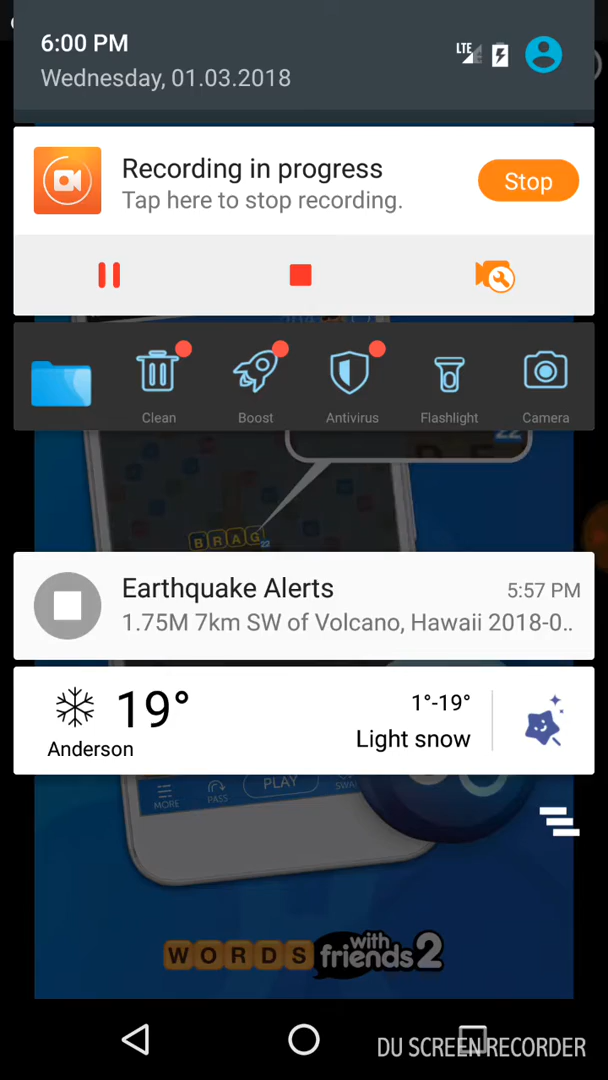 6:00 PM
LTE
Wednesday, 01.03.2018
Recording in progress
Tap here to stop recording.
Stop
Clean
Boost
Antivirus
Flashlight
Camera
22
BRAG
22
Earthquake Alerts
5:57 PM
1.75M 7km SW of Volcano, Hawaii 2018-0..
19°
1°-19°
Anderson
Light snow
MORE
PASS
PLAY
WORDS with friends 2
DU SCREEN RECORDER